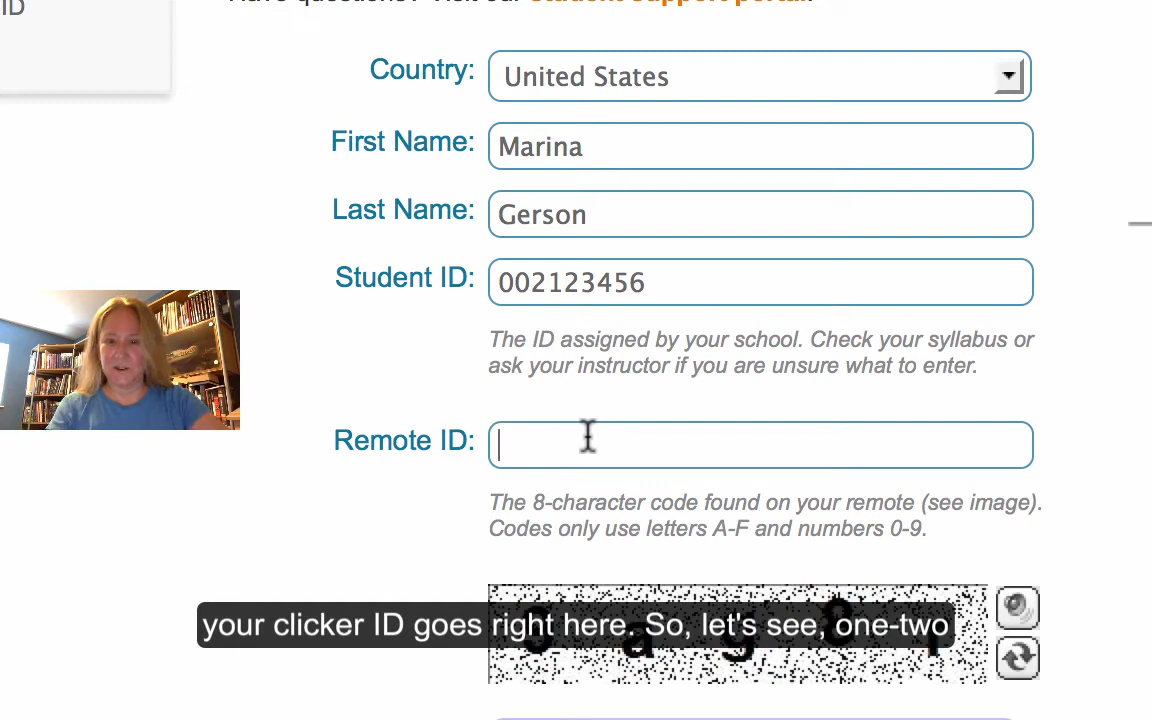 ID
Have questions? Visit our student support portal.
Country: United States
First Name: Marina
Last Name: Gerson
Student ID: 002123456
The ID assigned by your school. Check your syllabus or
ask your instructor if you are unsure what to enter.
Remote ID:
The 8-character code found on your remote (see image).
Codes only use letters A-F and numbers 0-9.
your clicker ID goes right here. So, let's see, one-two